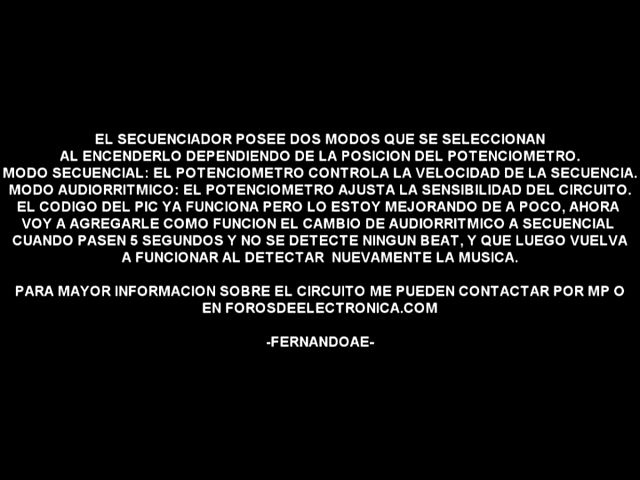 EL SECUENCIADOR POSEE DOS MODOS QUE SE SELECCIONAN
AL ENCENDERLO DEPENDIENDO DE LA POSICION DEL POTENCIOMETRO.
MODO SECUENCIAL: EL POTENCIOMETRO CONTROLA LA VELOCIDAD DE LA SECUENCIA.
MODO AUDIORRITMICO: EL POTENCIOMETRO AJUSTA LA SENSIBILIDAD DEL CIRCUITO.
EL CODIGO DEL PIC YA FUNCIONA PERO LO ESTOY MEJORANDO DE A POCO, AHORA
VOY A AGREGARLE COMO FUNCION EL CAMBIO DE AUDIORRITMICO A SECUENCIAL
CUANDO PASEN 5 SEGUNDOS Y NO SE DETECTE NINGUN BEAT, Y QUE LUEGO VUELVA
A FUNCIONAR AL DETECTAR NUEVAMENTE LA MUSICA.
PARA MAYOR INFORMACION SOBRE EL CIRCUITO ME PUEDEN CONTACTAR POR MP O
EN FOROSDEELECTRONICA.COM
-FERNANDOAE-